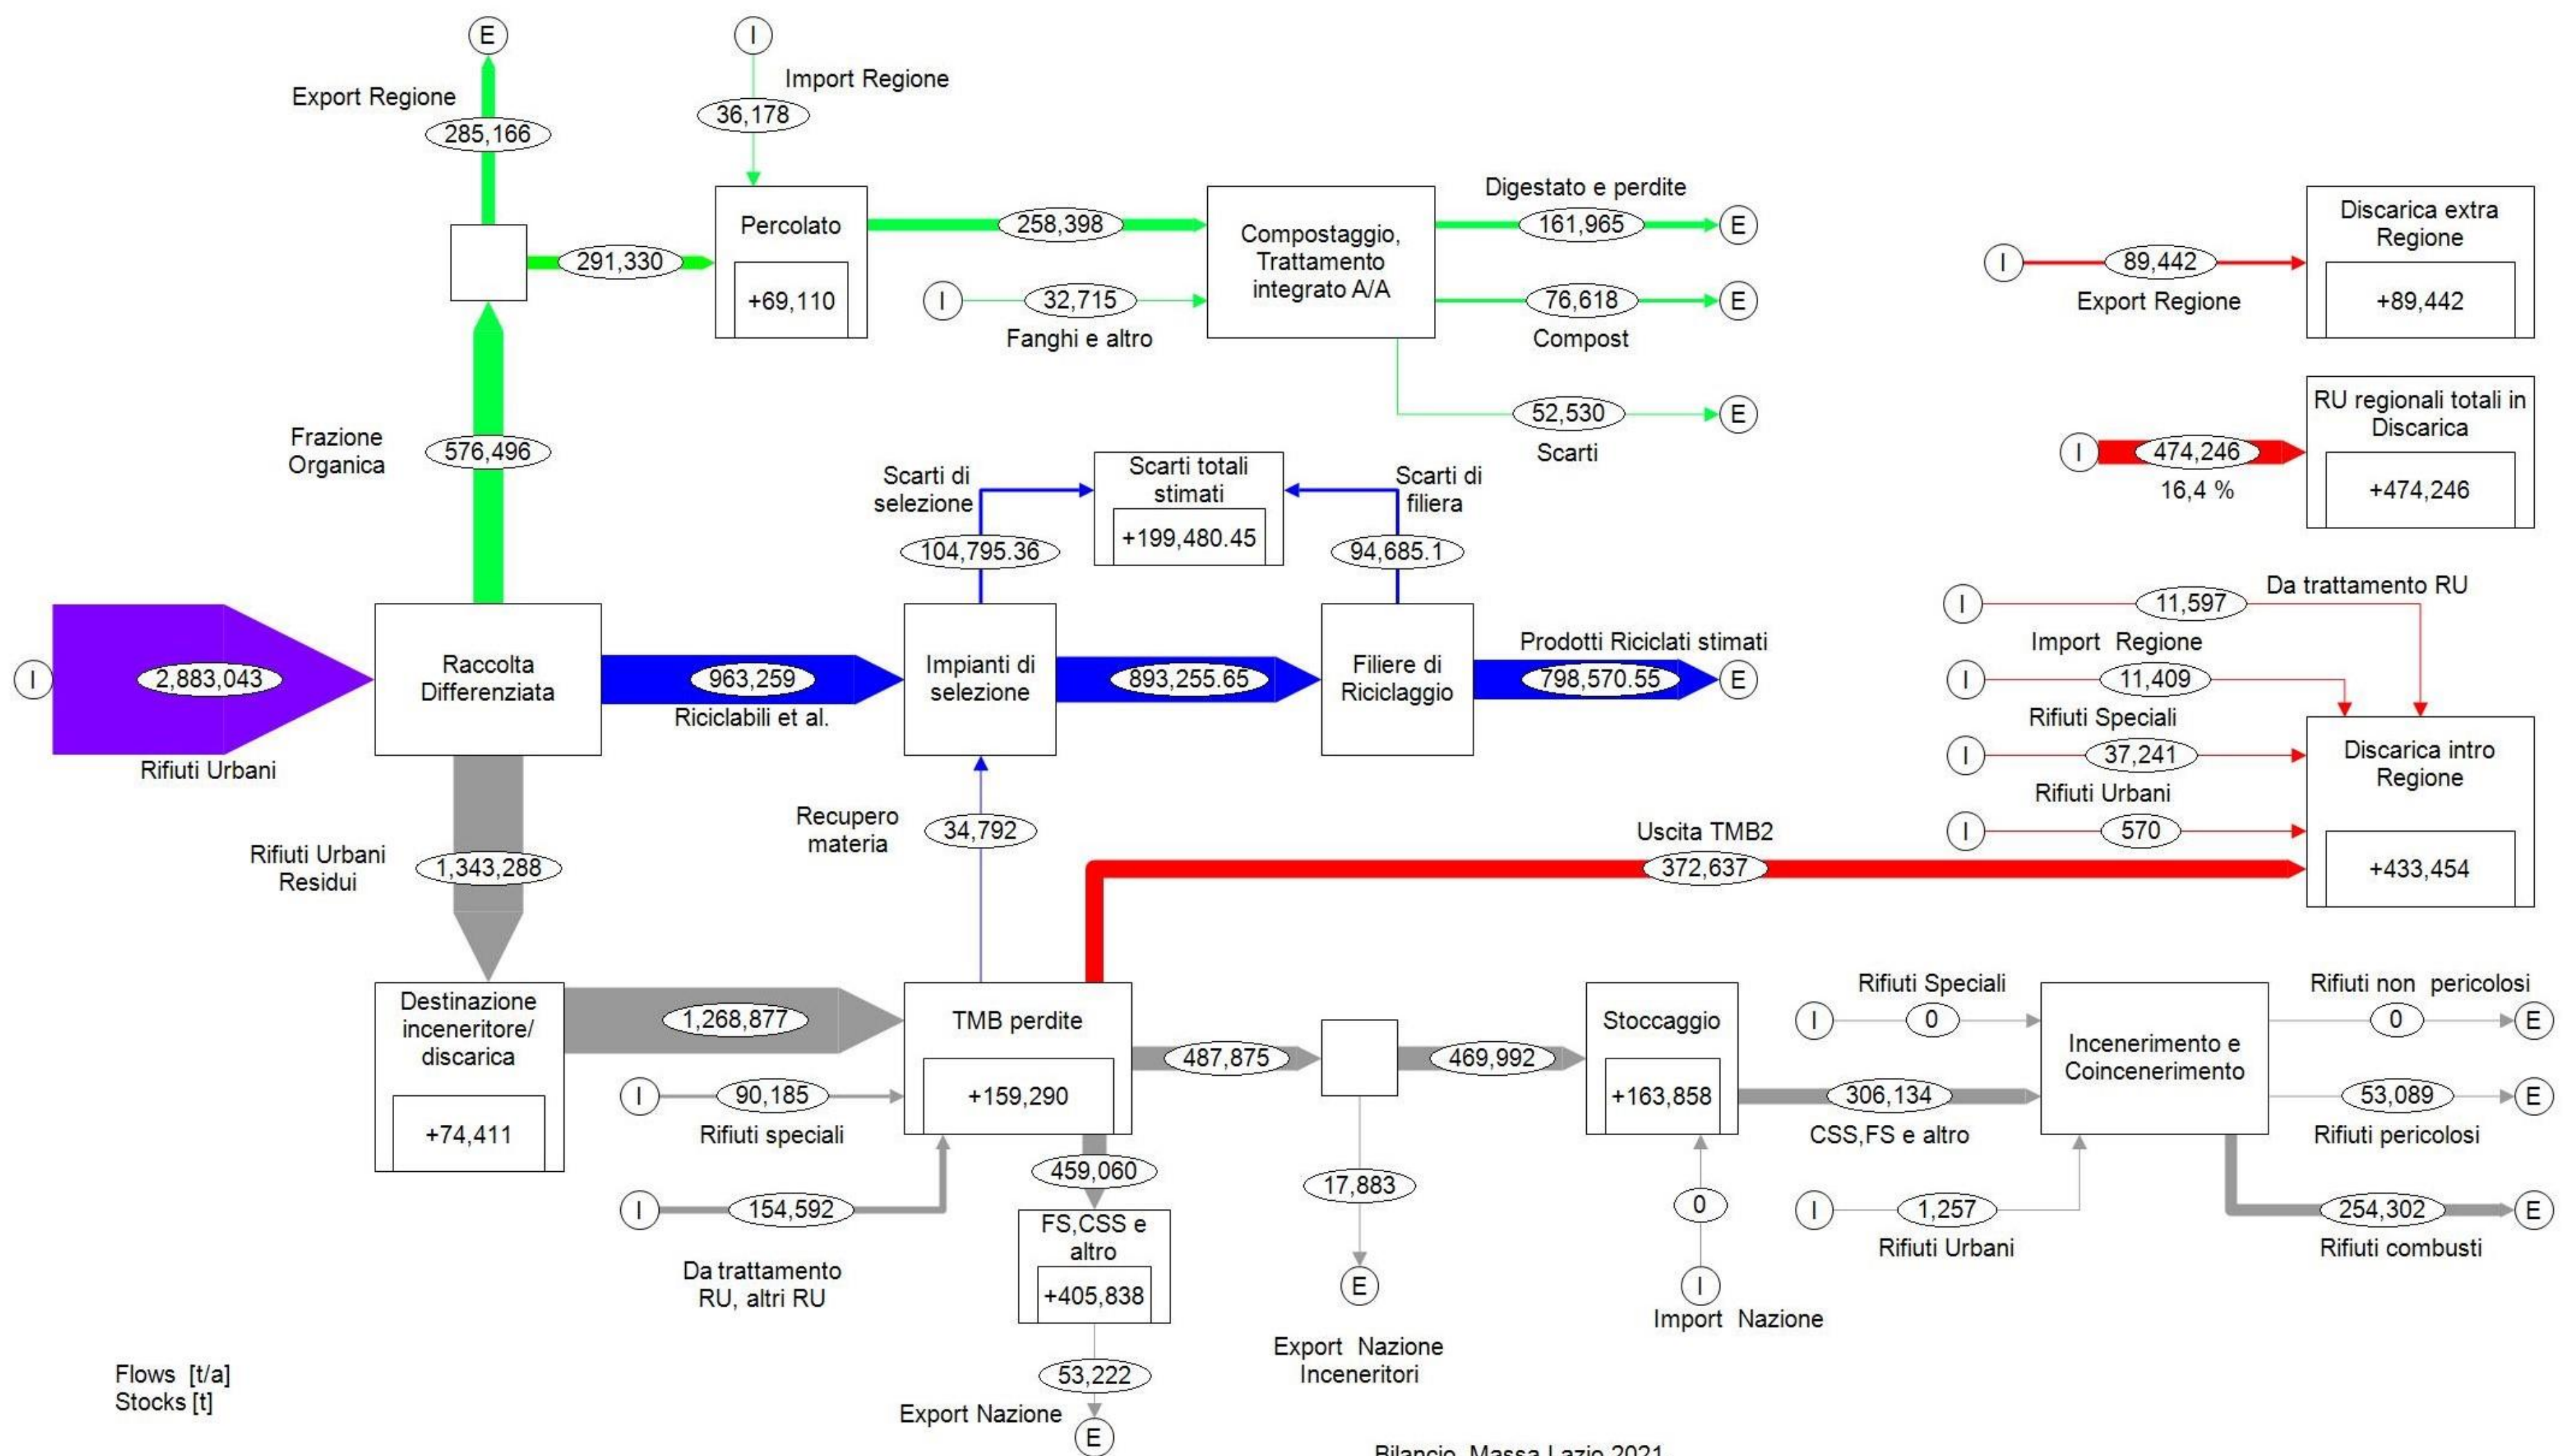 E
I
Export Regione
Import Regione
285,166
36,178
Percolato
258,398
Digestato e perdite
161,965
E
Compostaggio,
Trattamento
integrato A/A
291,330
+69,110
I
32,715
Fanghi e altro
76,618
E
Compost
52,530
E
Scarti
Discarica extra
Regione
I
89,442
Export Regione
+89,442
RU regionali totali in
Discarica
I
474,246
16,4 %
+474,246
Frazione
Organica
576,496
Scarti di
selezione
Scarti totali
stimati
Scarti di
filiera
104,795.36
+199,480.45
94,685.1
I
2,883,043
Rifiuti Urbani
Raccolta
Differenziata
963,259
Riciclabili et al.
Impianti di
selezione
893,255.65
Filiere di
Riciclaggio
Prodotti Riciclati stimati
798,570.55
E
I
11,597
Da trattamento RU
Import Regione
I
11,409
Rifiuti Speciali
I
37,241
Rifiuti Urbani
I
570
Discarica intro
Regione
+433,454
Recupero
materia
34,792
Uscita TMB2
372,637
Rifiuti Urbani
Residui
1,343,288
Destinazione
inceneritore/
discarica
+74,411
1,268,877
I
90,185
Rifiuti speciali
I
154,592
Da trattamento
RU, altri RU
TMB perdite
+159,290
459,060
FS,CSS e
altro
+405,838
53,222
Export Nazione
E
487,875
17,883
E
Export Nazione
Inceneritori
469,992
Stoccaggio
+163,858
0
I
Import Nazione
306,134
CSS,FS e altro
Rifiuti Speciali
I
0
I
1,257
Rifiuti Urbani
Incenerimento e
Coincenerimento
Rifiuti non pericolosi
0
E
53,089
E
Rifiuti pericolosi
254,302
E
Rifiuti combusti
Flows [t/a]
Stocks [t]
Bilancio Massa Lazio 2021